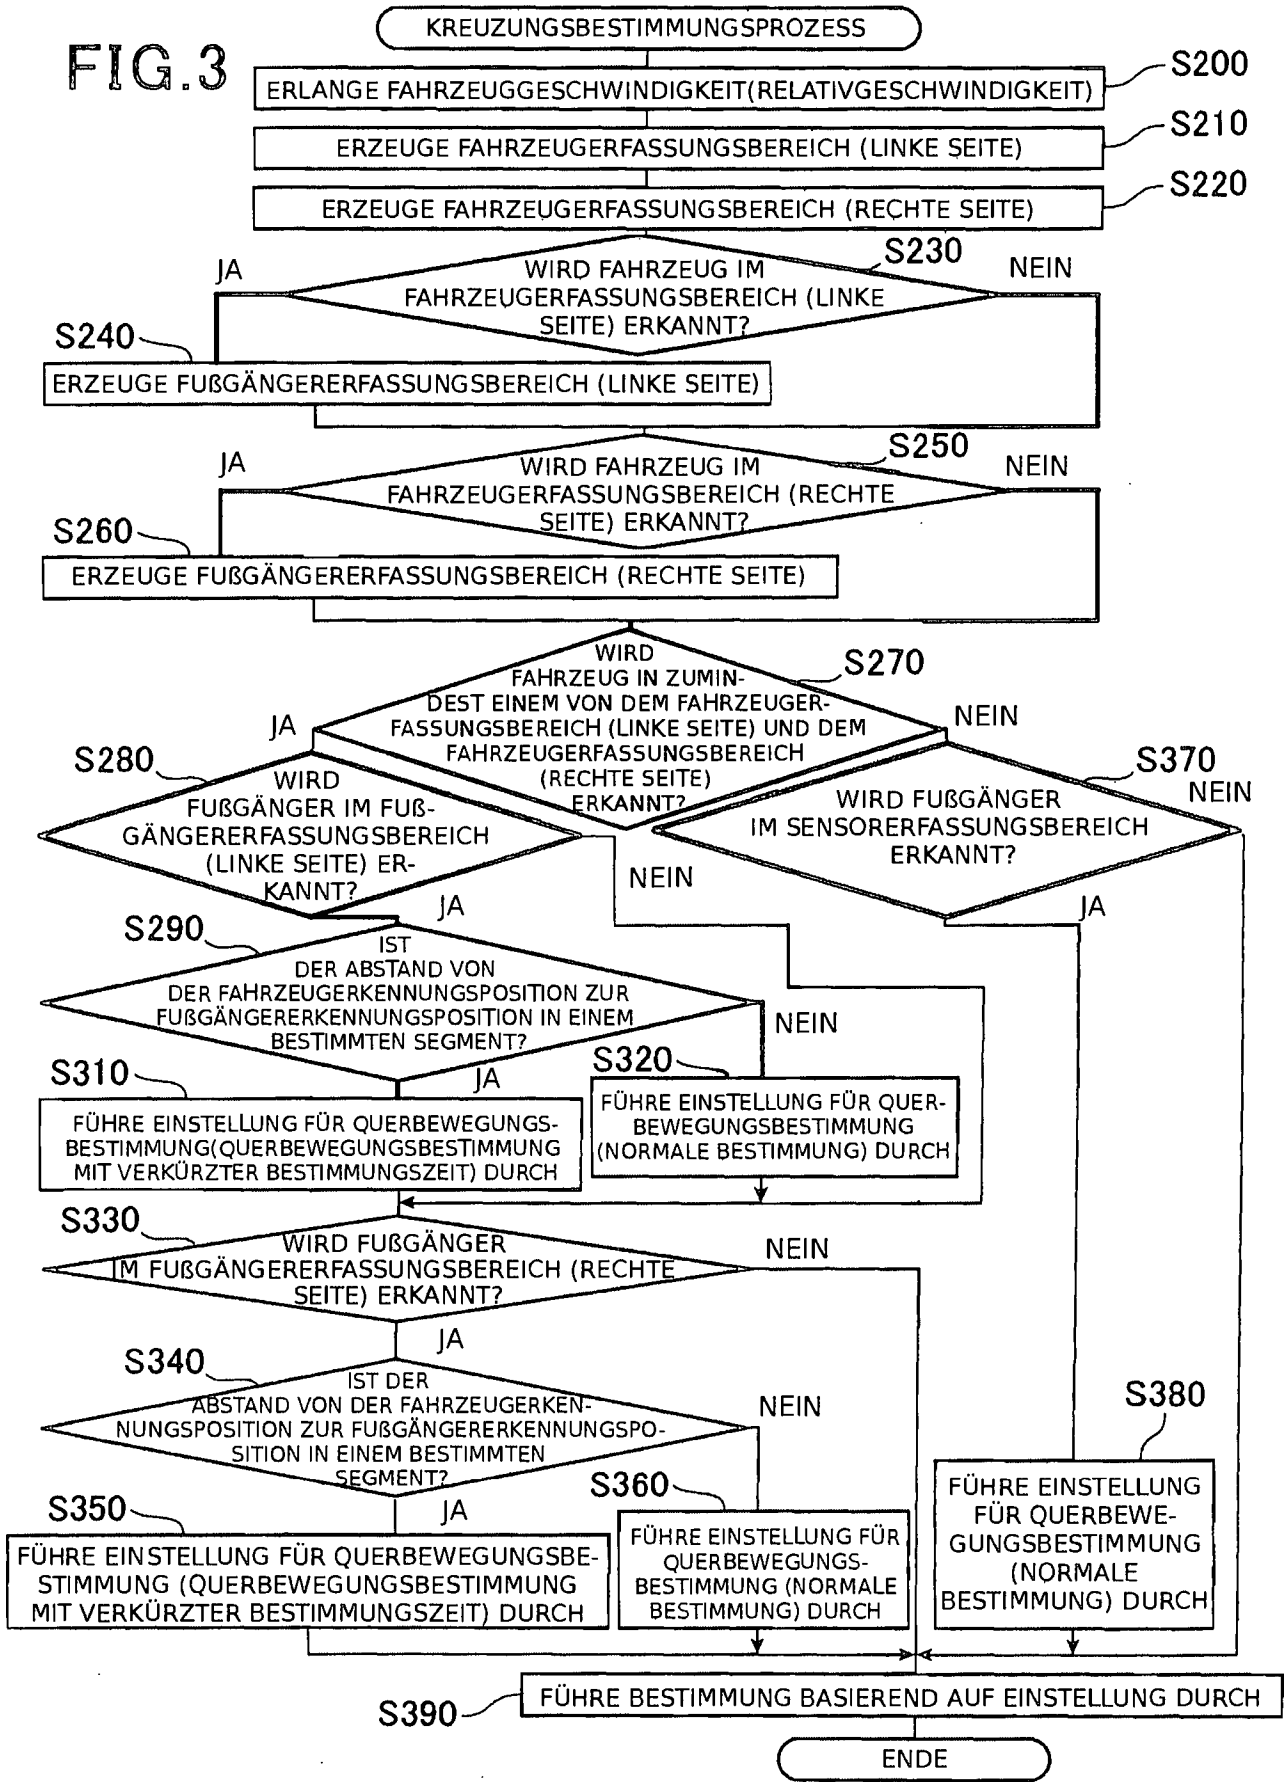 FIG.3
KREUZUNGSBESTIMMUNGSPROZESS
S200
ERLANGE FAHRZEUGGESCHWINDIGKEIT(RELATIVGESCHWINDIGKEIT)
S210
ERZEUGE FAHRZEUGERFASSUNGSBEREICH (LINKE SEITE)
S220
ERZEUGE FAHRZEUGERFASSUNGSBEREICH (RECHTE SEITE)
S230
JA
NEIN
WIRD FAHRZEUG IM
FAHRZEUGERFASSUNGSBEREICH (LINKE
SEITE) ERKANNT?
S240
ERZEUGE FUßGÄNGERERFASSUNGSBEREICH (LINKE SEITE)
S250
JA
NEIN
WIRD FAHRZEUG IM
FAHRZEUGERFASSUNGSBEREICH (RECHTE
SEITE) ERKANNT?
S260
ERZEUGE FUßGÄNGERERFASSUNGSBEREICH (RECHTE SEITE)
S270
WIRD
FAHRZEUG IN ZUMIN-
DEST EINEM VON DEM FAHRZEUGER-
FASSUNGSBEREICH (LINKE SEITE) UND DEM
FAHRZEUGERFASSUNGSBEREICH
(RECHTE SEITE)
ERKANNT?
JA
NEIN
S280
WIRD
FUßGÄNGER IM FUß-
GÄNGERERFASSUNGSBEREICH
(LINKE SEITE) ER-
KANNT?
NEIN
JA
S370
NEIN
WIRD FUßGÄNGER
IM SENSORERFASSUNGSBEREICH
ERKANNT?
JA
S290
IST
DER ABSTAND VON
DER FAHRZEUGERKENNUNGSPOSITION ZUR
FUßGÄNGERERKENNUNGSPOSITION IN EINEM
BESTIMMTEN SEGMENT?
NEIN
JA
S310
FÜHRE EINSTELLUNG FÜR QUERBEWEGUNGS-
BESTIMMUNG(QUERBEWEGUNGSBESTIMMUNG
MIT VERKÜRZTER BESTIMMUNGSZEIT) DURCH
S320
FÜHRE EINSTELLUNG FÜR QUER-
BEWEGUNGSBESTIMMUNG
(NORMALE BESTIMMUNG) DURCH
S330
WIRD FUßGÄNGER
IM FUßGÄNGERERFASSUNGSBEREICH (RECHTE
SEITE) ERKANNT?
NEIN
JA
S340
IST DER
ABSTAND VON DER FAHRZEUGERKEN-
NUNGSPOSITION ZUR FUßGÄNGERERKENNUNGSPO-
SITION IN EINEM BESTIMMTEN
SEGMENT?
NEIN
JA
S350
FÜHRE EINSTELLUNG FÜR QUERBEWEGUNGSBE-
STIMMUNG (QUERBEWEGUNGSBESTIMMUNG
MIT VERKÜRZTER BESTIMMUNGSZEIT) DURCH
S360
FÜHRE EINSTELLUNG FÜR
QUERBEWEGUNGS-
BESTIMMUNG (NORMALE
BESTIMMUNG) DURCH
S380
FÜHRE EINSTELLUNG
FÜR QUERBEWE-
GUNGSBESTIMMUNG
(NORMALE
BESTIMMUNG) DURCH
S390
FÜHRE BESTIMMUNG BASIEREND AUF EINSTELLUNG DURCH
ENDE